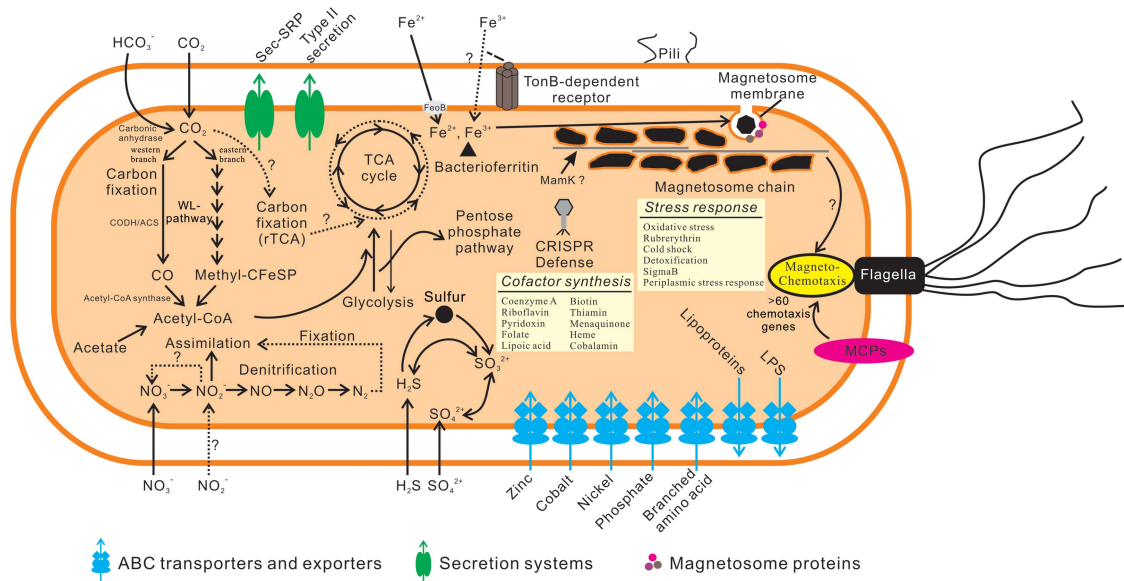 HCO₃⁻
CO₂
Sec-SRP
Type II
secretion
Fe²⁺
Fe³⁺
?
Pili
TonB-dependent
receptor
Magnetosome
membrane
FeoB
Carbonic
anhydrase
CO₂
western
branch
eastern
branch
Carbon
fixation
?
WL-
pathway
CODH/ACS
Carbon
fixation
(rTCA)
?
TCA
cycle
Fe²⁺, Fe³⁺
Bacterioferritin
MamK ?
Magnetosome chain
?
Pentose
phosphate
pathway
CRISPR
Defense
Stress response
Oxidative stress
Rubrerythrin
Cold shock
Detoxification
SigmaB
Periplasmic stress response
Magneto-
Chemotaxis
Flagella
>60
chemotaxis
genes
MCPs
CO
Methyl-CFeSP
Acetyl-CoA synthase
Acetyl-CoA
Acetate
Glycolysis
Sulfur
Cofactor synthesis
Coenzyme A Biotin
Riboflavin Thiamin
Pyridoxin Menaquinone
Folate Heme
Lipoic acid Cobalamin
Assimilation
Fixation
?
Denitrification
NO₃⁻
NO₂⁻
NO
N₂O
N₂
H₂S
SO₃²⁺
SO₄²⁺
Lipoproteins
LPS
?
NO₃⁻
NO₂⁻
H₂S
SO₄²⁺
Zinc
Cobalt
Nickel
Phosphate
Branched
amino acid
ABC transporters and exporters
Secretion systems
Magnetosome proteins